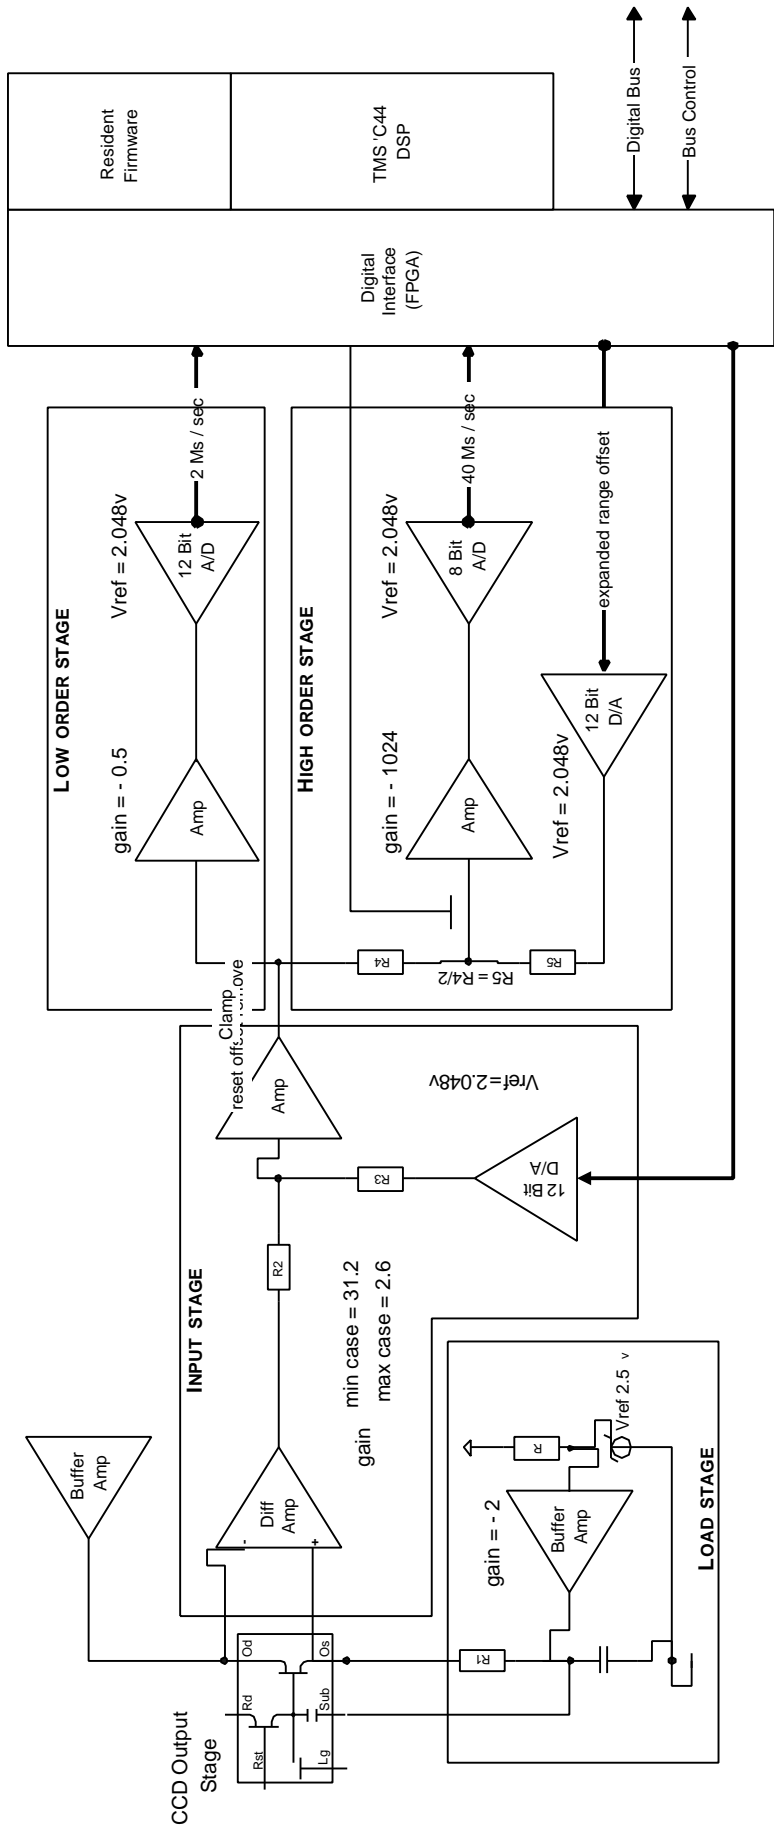 Resident
Firmware
TMS 'C44
DSP
Digital Bus
Bus Control
Digital
Interface
(FPGA)
LOW ORDER STAGE
gain = - 0.5
Amp
Vref = 2.048v
12 Bit
A/D
2 Ms / sec
HIGH ORDER STAGE
gain = - 1024
Amp
Vref = 2.048v
8 Bit
A/D
40 Ms / sec
Vref = 2.048v
12 Bit
D/A
expanded range offset
R4
R5 = R4/2
R5
Clamp
reset offset remove
INPUT STAGE
Diff
Amp
-
+
R2
Amp
R3
12 Bit
D/A
Vref=2.048v
gain
min case = 31.2
max case = 2.6
Buffer
Amp
CCD Output
Stage
Rd
Od
Rst
Lg
Sub
Os
R1
gain = - 2
Buffer
Amp
R
Vref 2.5 v
LOAD STAGE